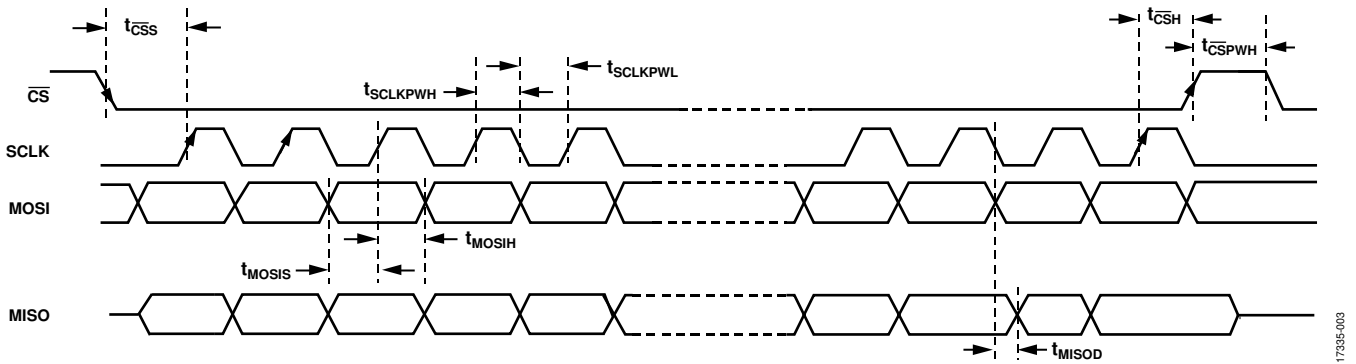 tCSS
tCSH
tCSPWH
tSCLKPWL
tSCLKPWH
CS
SCLK
MOSI
tMOSIH
tMOSIS
MISO
tMISOD
17335-003